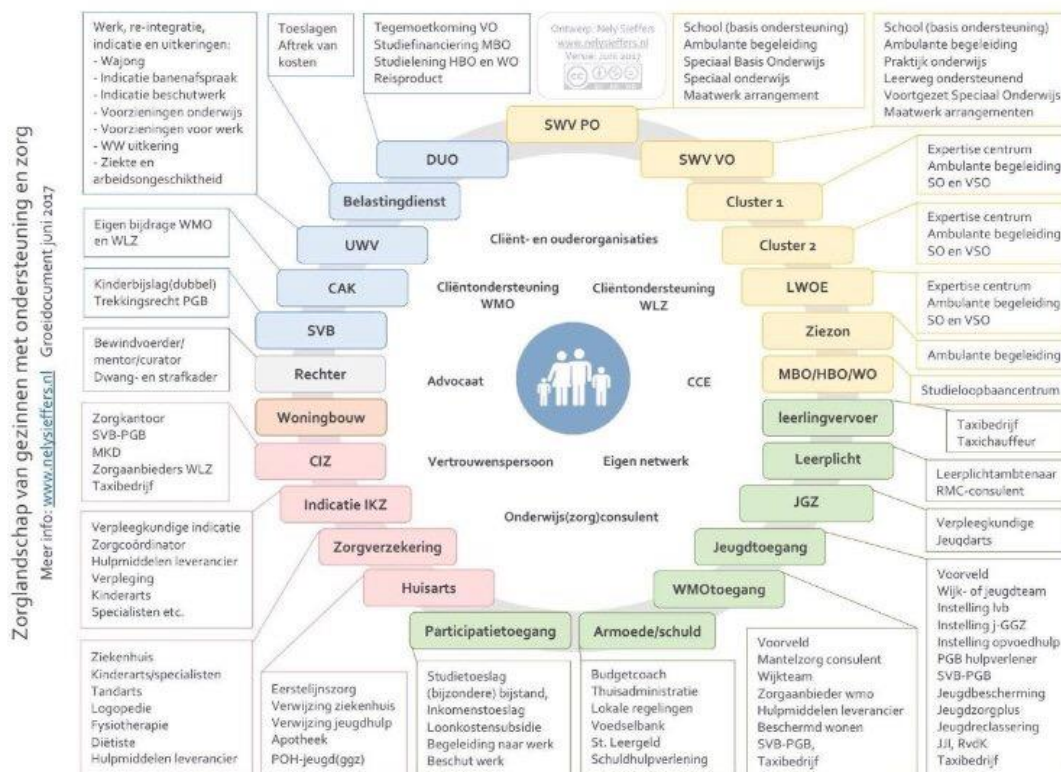 Zorglandschap van gezinnen met ondersteuning en zorg
Meer info: www.nelysieffers.nl Groeidocument juni 2017
Werk, re-integratie,
indicatie en uitkeringen:
- Wajong
- Indicatie banenafspraak
- Indicatie beschutwerk
- Voorzieningen onderwijs
- Voorzieningen voor werk
- WW uitkering
- Ziekte en
arbeidsongeschiktheid
Toeslagen
Aftrek van
kosten
Tegemoetkoming VO
Studiefinanciering MBO
Studielening HBO en WO
Reisproduct
Ontwerp: Nely Sieffers
www.nelysieffers.nl
Versie: juni 2017
School (basis ondersteuning)
Ambulante begeleiding
Speciaal Basis Onderwijs
Speciaal onderwijs
Maatwerk arrangement
School (basis ondersteuning)
Ambulante begeleiding
Praktijk onderwijs
Leerweg ondersteunend
Voortgezet Speciaal Onderwijs
Maatwerk arrangementen
SWV PO
DUO
SWV VO
Belastingdienst
Cluster 1
Expertise centrum
Ambulante begeleiding
SO en VSO
Eigen bijdrage WMO
en WLZ
UWV
Cliënt- en ouderorganisaties
Cluster 2
Expertise centrum
Ambulante begeleiding
SO en VSO
Kinderbijslag(dubbel)
Trekkingsrecht PGB
CAK
Cliëntondersteuning
WMO
Cliëntondersteuning
WLZ
LWOE
Expertise centrum
Ambulante begeleiding
SO en VSO
SVB
Ziezon
Ambulante begeleiding
Bewindvoerder/
mentor/curator
Dwang- en strafkader
Rechter
Advocaat
CCE
MBO/HBO/WO
Studieloopbaancentrum
Woningbouw
leerlingvervoer
Taxibedrijf
Taxichauffeur
Zorgkantoor
SVB-PGB
MKD
Zorgaanbieders WLZ
Taxibedrijf
CIZ
Vertrouwenspersoon
Eigen netwerk
Leerplicht
Leerplichtambtenaar
RMC-consulent
Indicatie IKZ
Onderwijs(zorg)consulent
JGZ
Verpleegkundige
Jeugdarts
Verpleegkundige indicatie
Zorgcoördinator
Hulpmiddelen leverancier
Verpleging
Kinderarts
Specialisten etc.
Zorgverzekering
Jeugdtoegang
Huisarts
WMOtoegang
Participatietoegang
Armoede/schuld
Voorveld
Wijk- of jeugdteam
Instelling lvb
Instelling j-GGZ
Instelling opvoedhulp
PGB hulpverlener
SVB-PGB
Jeugdbescherming
Jeugdzorgplus
Jeugdreclassering
JJI, RvdK
Taxibedrijf
Ziekenhuis
Kinderarts/specialisten
Tandarts
Logopedie
Fysiotherapie
Diëtiste
Hulpmiddelen leverancier
Eerstelijnszorg
Verwijzing ziekenhuis
Verwijzing jeugdhulp
Apotheek
POH-jeugd(ggz)
Studietoeslag
(bijzondere) bijstand,
Inkomenstoeslag
Loonkostensubsidie
Begeleiding naar werk
Beschut werk
Budgetcoach
Thuisadministratie
Lokale regelingen
Voedselbank
St. Leergeld
Schuldhulpverlening
Voorveld
Mantelzorg consulent
Wijkteam
Zorgaanbieder wmo
Hulpmiddelen leverancier
Beschermd wonen
SVB-PGB,
Taxibedrijf